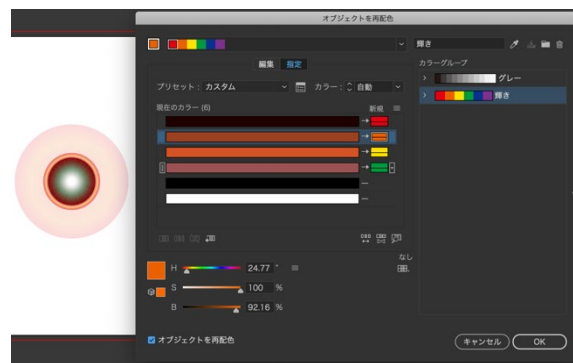 オブジェクトを再配色
輝き
編集 指定
カラーグループ
グレー
輝き
プリセット： カスタム
カラー： 自動
現在のカラー (6)
新規
なし
H 24.77 °
S 100 %
B 92.16 %
オブジェクトを再配色
キャンセル
OK